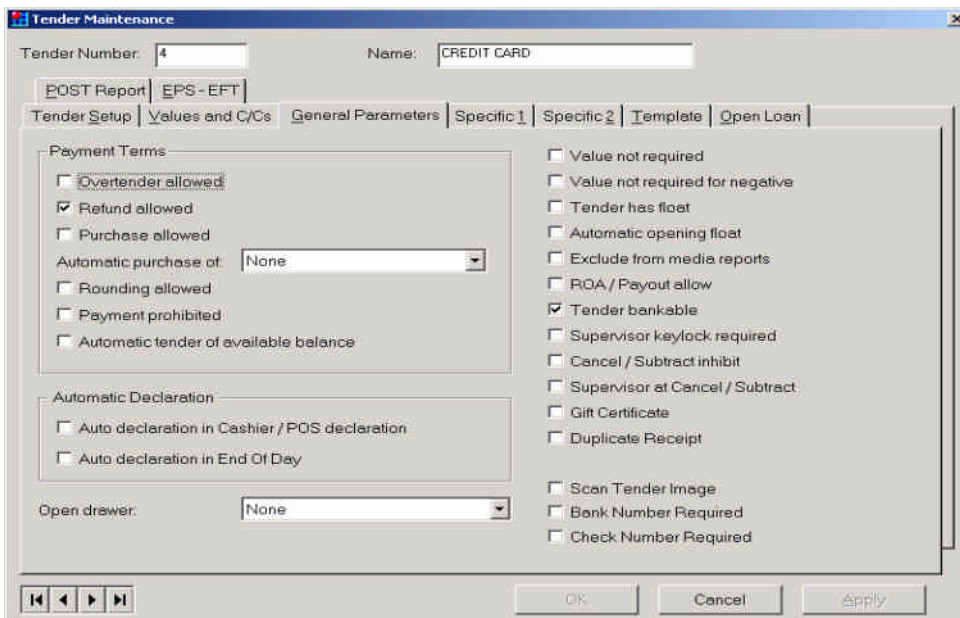 Tender Maintenance
Tender Number: 4 Name: CREDIT CARD
POST Report EPS - EFT
Tender Setup Values and C/Cs General Parameters Specific 1 Specific 2 Template Open Loan
Payment Terms
Overtender allowed
Refund allowed
Purchase allowed
Automatic purchase of: None
Rounding allowed
Payment prohibited
Automatic tender of available balance
Automatic Declaration
Auto declaration in Cashier / POS declaration
Auto declaration in End Of Day
Open drawer: None
Value not required
Value not required for negative
Tender has float
Automatic opening float
Exclude from media reports
ROA / Payout allow
Tender bankable
Supervisor keylock required
Cancel / Subtract inhibit
Supervisor at Cancel / Subtract
Gift Certificate
Duplicate Receipt
Scan Tender Image
Bank Number Required
Check Number Required
OK Cancel Apply